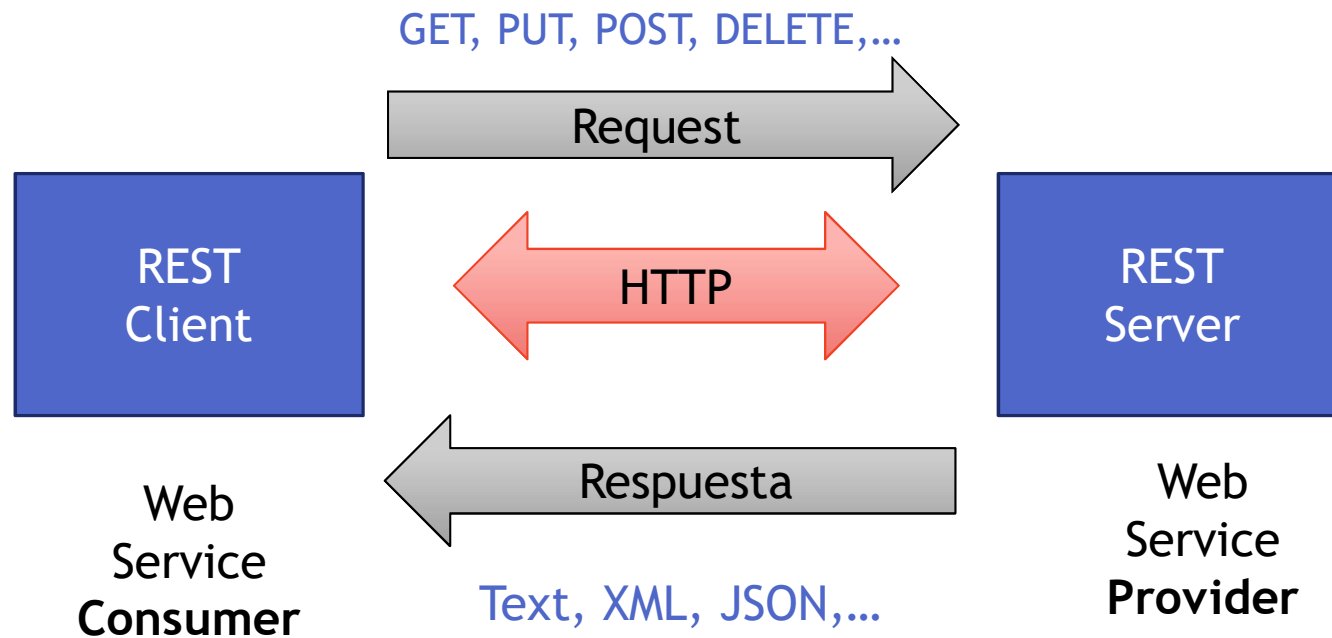 GET, PUT, POST, DELETE,…
Request
REST
Client
HTTP
REST
Server
Respuesta
Web
Service
Consumer
Web
Service
Provider
Text, XML, JSON,…